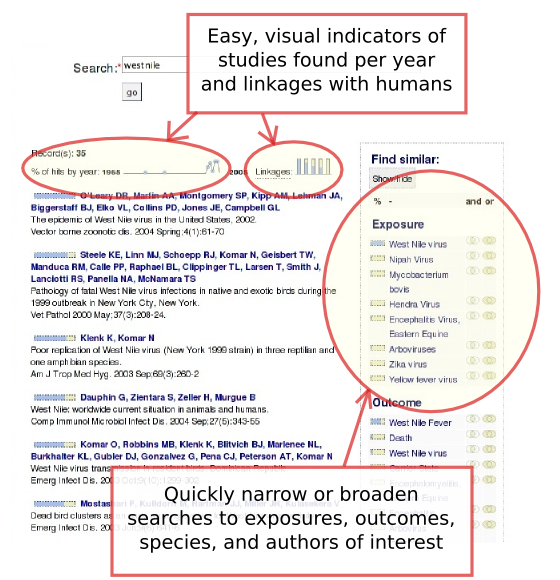 Easy, visual indicators of
studies found per year
and linkages with humans
Search:* westnile
go
Record(s): 35
% of hits by year: 1968 2008 Linkages:
O'Leary DR, Marfin AA, Montgomery SP, Kipp AM, Lehman JA,
Biggerstaff BJ, Elko VL, Collins PD, Jones JE, Campbell GL
The epidemic of West Nile virus in the United States, 2002.
Vector borne zoonotic dis. 2004 Spring;4(1):61-70
Steele KE, Linn MJ, Schoepp RJ, Komar N, Geisbert TW,
Manduca RM, Calle PP, Raphael BL, Clippinger TL, Larsen T, Smith J,
Lanciotti RS, Panella NA, McNamara TS
Pathology of fatal West Nile virus infections in native and exotic birds during the
1999 outbreak in New York City, New York.
Vet Pathol 2000 May;37(3):208-24.
Klenk K, Komar N
Poor replication of West Nile virus (New York 1999 strain) in three reptilian and
one amphibian species.
Am J Trop Med Hyg. 2003 Sep;69(3):260-2
Dauphin G, Zientara S, Zeller H, Murgue B
West Nile: worldwide current situation in animals and humans.
Comp Immunol Microbiol Infect Dis. 2004 Sep;27(5):343-55
Komar O, Robbins MB, Klenk K, Blitvich BJ, Marlenee NL,
Burkhalter KL, Gubler DJ, Gonzalvez G, Pena CJ, Peterson AT, Komar N
West Nile virus
Emerg Infect Dis. 2003
Dead bird clusters as
Emerg Infect Dis. 20
Find similar:
Show/hide
% - and or
Exposure
West Nile virus
Nipah Virus
Mycobacterium
bovis
Hendra Virus
Encephalitis Virus,
Eastern Equine
Arboviruses
Zika virus
Yellow fever virus
Outcome
West Nile Fever
Death
West Nile virus
Quickly narrow or broaden
searches to exposures, outcomes,
species, and authors of interest